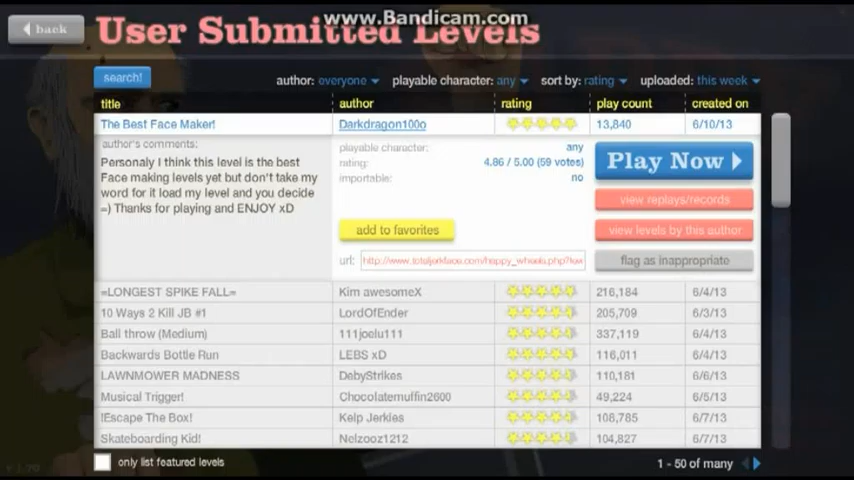 www.Bandicam.com
back
User Submitted Levels
search!
author: everyone playable character: any sort by: rating uploaded: this week
title author rating play count created on
The Best Face Maker! Darkdragon100o 13,840 6/10/13
author's comments:
Personaly I think this level is the best
Face making levels yet but don't take my
word for it load my level and you decide
=) Thanks for playing and ENJOY xD
playable character: any
rating: 4.86 / 5.00 (59 votes)
importable: no
add to favorites
url: http://www.totaljerkface.com/happy_wheels.php?lev
Play Now
view replays/records
view levels by this author
flag as inappropriate
=LONGEST SPIKE FALL= Kim awesomeX 216,184 6/4/13
10 Ways 2 Kill JB #1 LordOfEnder 205,709 6/3/13
Ball throw (Medium) 111joelu111 337,119 6/4/13
Backwards Bottle Run LEBS xD 116,011 6/4/13
LAWNMOWER MADNESS DebyStrikes 110,181 6/6/13
Musical Trigger! Chocolatemuffin2600 49,224 6/5/13
!Escape The Box! Kelp Jerkies 108,785 6/7/13
Skateboarding Kid! Nelzooz1212 104,827 6/7/13
only list featured levels
1 - 50 of many